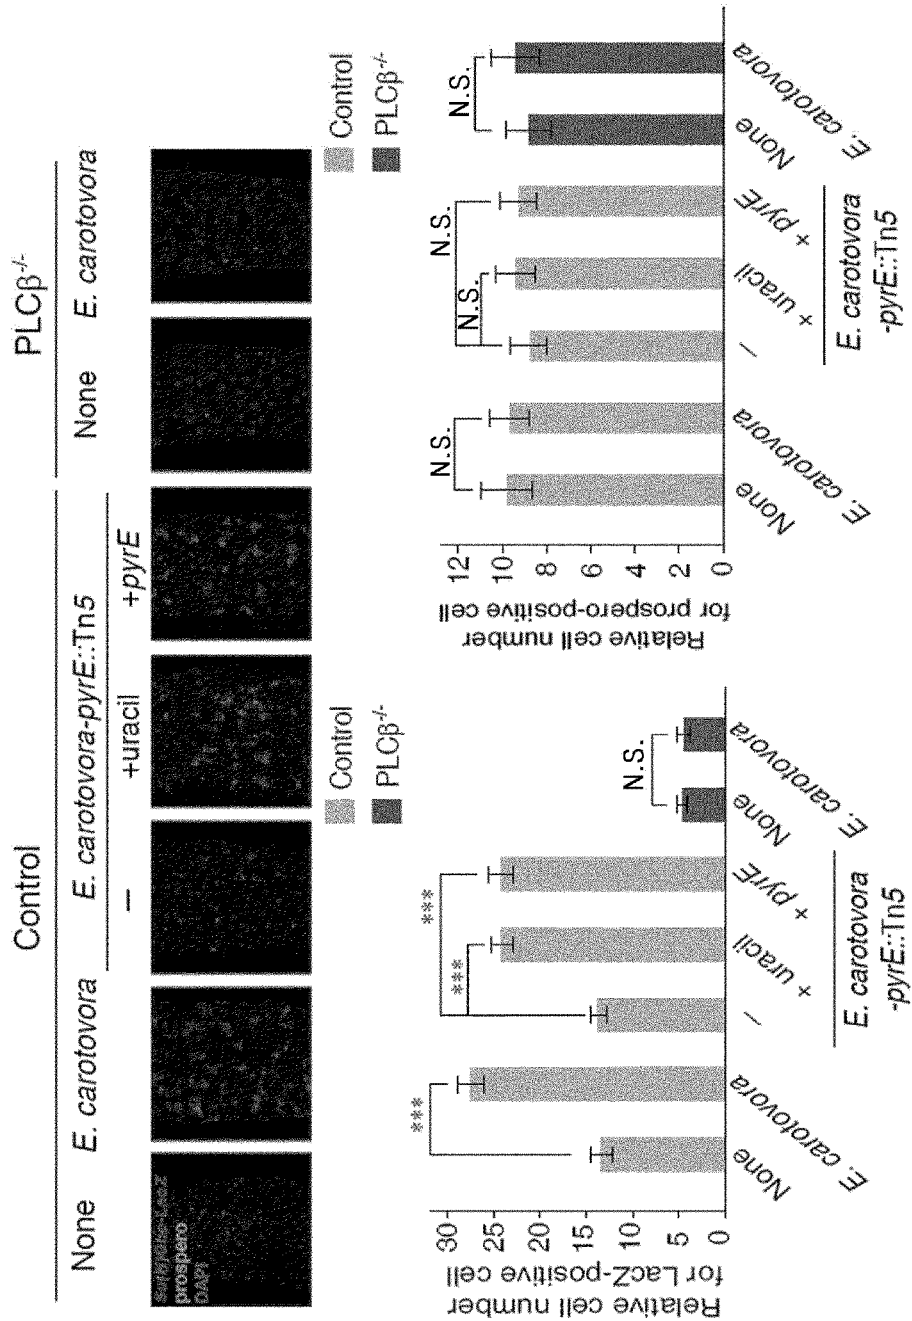 Control
PLCβ-/-
None
E. carotovora
E. carotovora-pyrE::Tn5
None
E. carotovora
–
+uracil
+pyrE
prospero
DAPI
Control
PLCβ-/-
Relative cell number
for LacZ-positive cell
30
25
20
15
10
5
0
***
***
***
N.S.
None
E. carotovora
–
+ uracil
+ pyrE
None
E. carotovora
E. carotovora
-pyrE::Tn5
Control
PLCβ-/-
Relative cell number
for prospero-positive cell
12
10
8
6
4
2
0
N.S.
N.S.
N.S.
N.S.
None
E. carotovora
–
+ uracil
+ pyrE
None
E. carotovora
E. carotovora
-pyrE::Tn5